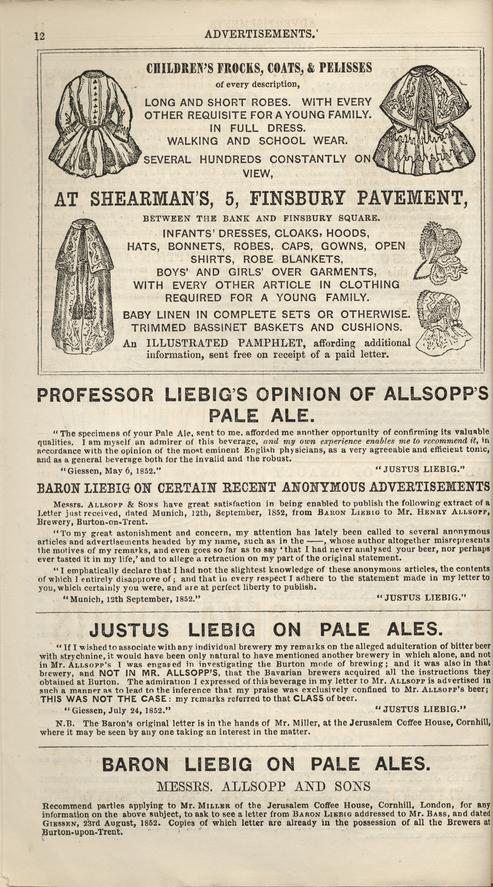 12
ADVERTISEMENTS.
CHILDREN'S FROCKS, COATS, & PELISSES
of every description,
LONG AND SHORT ROBES. WITH EVERY
OTHER REQUISITE FOR A YOUNG FAMILY.
IN FULL DRESS.
WALKING AND SCHOOL WEAR.
SEVERAL HUNDREDS CONSTANTLY ON
VIEW,
AT SHEARMAN'S, 5, FINSBURY PAVEMENT,
BETWEEN THE BANK AND FINSBURY SQUARE.
INFANTS' DRESSES, CLOAKS, HOODS,
HATS, BONNETS, ROBES. CAPS, GOWNS, OPEN
SHIRTS, ROBE BLANKETS,
BOYS' AND GIRLS' OVER GARMENTS,
WITH EVERY OTHER ARTICLE IN CLOTHING
REQUIRED FOR A YOUNG FAMILY.
BABY LINEN IN COMPLETE SETS OR OTHERWISE.
TRIMMED BASSINET BASKETS AND CUSHIONS.
An ILLUSTRATED PAMPHLET, affording additional
information, sent free on receipt of a paid letter.
PROFESSOR LIEBIG'S OPINION OF ALLSOPP'S
PALE ALE.
"The specimens of your Pale Ale, sent to me, afforded me another opportunity of confirming its valuable
qualities. I am myself an admirer of this beverage, and my own experience enables me to recommend it, in
accordance with the opinion of the most eminent English physicians, as a very agreeable and efficient tonic,
and as a general beverage both for the invalid and the robust.
"Giessen, May 6, 1852." "JUSTUS LIEBIG."
BARON LIEBIG ON CERTAIN RECENT ANONYMOUS ADVERTISEMENTS
MESSRS. ALLSOPP & SONS have great satisfaction in being enabled to publish the following extract of a
Letter just received, dated Munich, 12th, September, 1852, from BARON LIEBIG to MR. HENRY ALLSOPP,
Brewery, Burton-on-Trent.
"To my great astonishment and concern, my attention has lately been called to several anonymous
articles and advertisements headed by my name, such as in the ——, whose author altogether misrepresents
the motives of my remarks, and even goes so far as to say 'that I had never analysed your beer, nor perhaps
ever tasted it in my life,' and to allege a retraction on my part of the original statement.
"I emphatically declare that I had not the slightest knowledge of these anonymous articles, the contents
of which I entirely disapprove of; and that in every respect I adhere to the statement made in my letter to
you, which certainly you were, and are at perfect liberty to publish.
"Munich, 12th September, 1852." "JUSTUS LIEBIG."
JUSTUS LIEBIG ON PALE ALES.
"If I wished to associate with any individual brewery my remarks on the alleged adulteration of bitter beer
with strychnine, it would have been only natural to have mentioned another brewery in which alone, and not
in Mr. ALLSOPP'S I was engaged in investigating the Burton mode of brewing; and it was also in that
brewery, and NOT IN MR. ALLSOPP'S, that the Bavarian brewers acquired all the instructions they
obtained at Burton. The admiration I expressed of this beverage in my letter to Mr. ALLSOPP is advertised in
such a manner as to lead to the inference that my praise was exclusively confined to Mr. ALLSOPP'S beer;
THIS WAS NOT THE CASE: my remarks referred to that CLASS of beer.
"Giessen, July 24, 1852." "JUSTUS LIEBIG."
N.B. The Baron's original letter is in the hands of Mr. Miller, at the Jerusalem Coffee House, Cornhill,
where it may be seen by any one taking an interest in the matter.
BARON LIEBIG ON PALE ALES.
MESSRS. ALLSOPP AND SONS
Recommend parties applying to Mr. MILLER of the Jerusalem Coffee House, Cornhill, London, for any
information on the above subject, to ask to see a letter from BARON LIEBIG addressed to Mr. BASS, and dated
GIESSEN, 23rd August, 1852. Copies of which letter are already in the possession of all the Brewers at
Burton-upon-Trent.